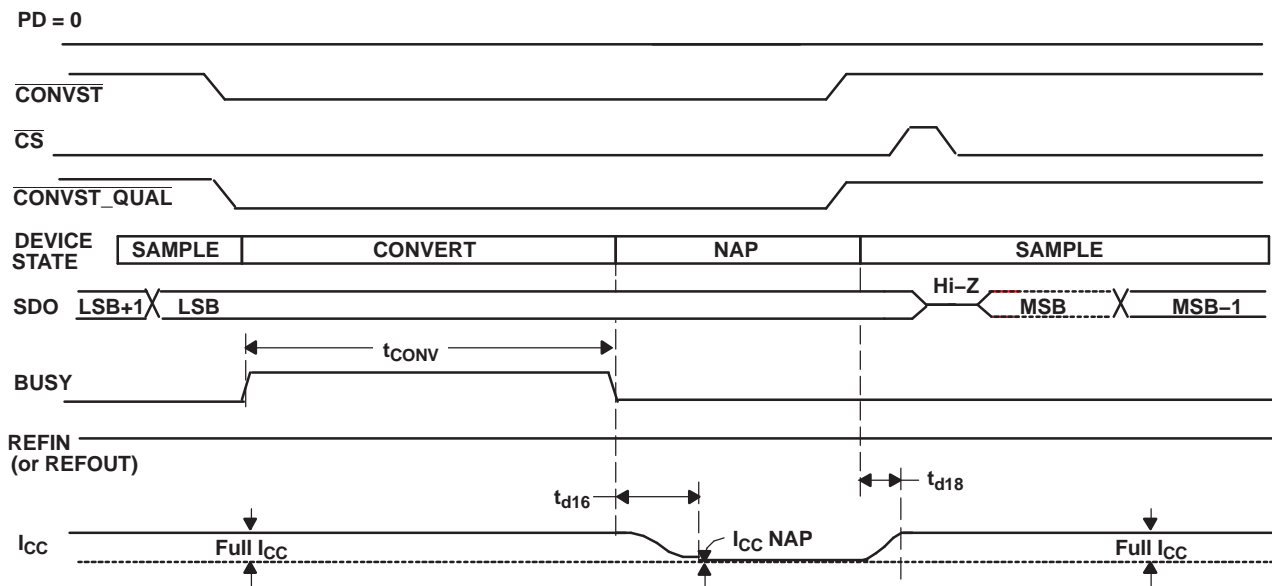 PD = 0
CONVST
CS
CONVST_QUAL
DEVICE STATE
SAMPLE CONVERT NAP SAMPLE
SDO LSB+1 LSB Hi–Z MSB MSB–1
tCONV
BUSY
REFIN
(or REFOUT)
td16
td18
ICC
Full ICC
ICC NAP
Full ICC